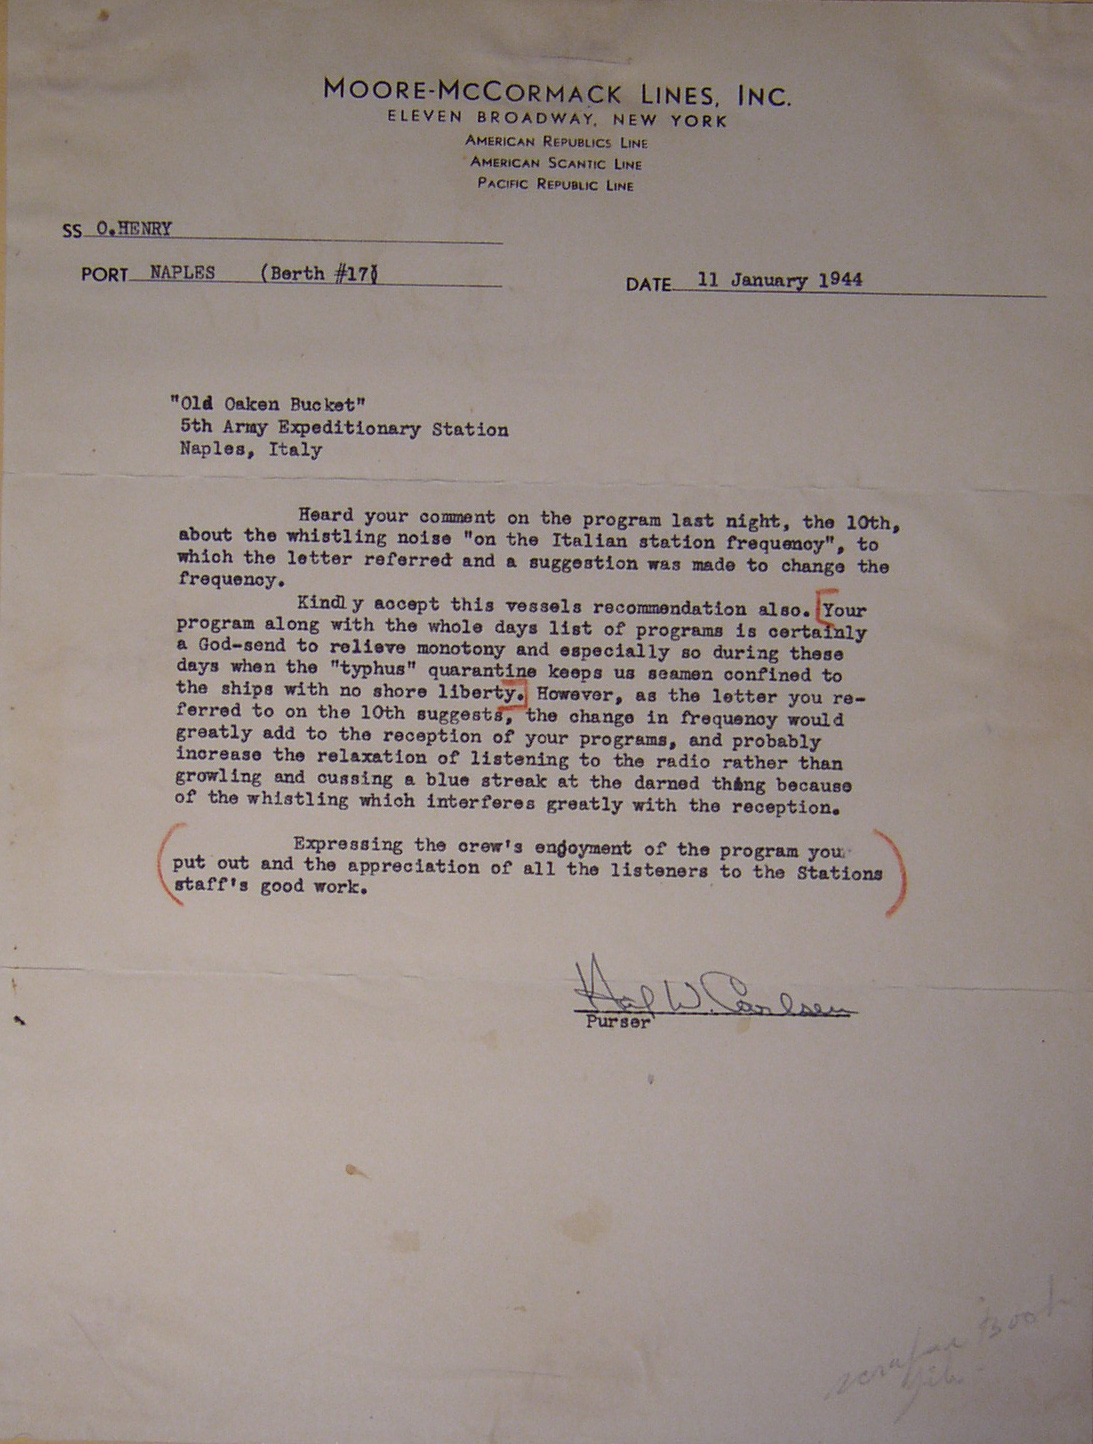 MOORE-MCCORMACK LINES, INC.
ELEVEN BROADWAY, NEW YORK
AMERICAN REPUBLICS LINE
AMERICAN SCANTIC LINE
PACIFIC REPUBLIC LINE
SS O.HENRY
PORT NAPLES (Berth #17)
DATE 11 January 1944
"Old Oaken Bucket"
5th Army Expeditionary Station
Naples, Italy
Heard your comment on the program last night, the 10th,
about the whistling noise "on the Italian station frequency", to
which the letter referred and a suggestion was made to change the
frequency.
Kindly accept this vessels recommendation also. [Your
program along with the whole days list of programs is certainly
a God-send to relieve monotony and especially so during these
days when the "typhus" quarantine keeps us seamen confined to
the ships with no shore liberty.] However, as the letter you re-
ferred to on the 10th suggests, the change in frequency would
greatly add to the reception of your programs, and probably
increase the relaxation of listening to the radio rather than
growling and cussing a blue streak at the darned thing because
of the whistling which interferes greatly with the reception.
(Expressing the crew's enjoyment of the program you
put out and the appreciation of all the listeners to the Stations
staff's good work.)
Hal W. Carlsen
Purser
Book